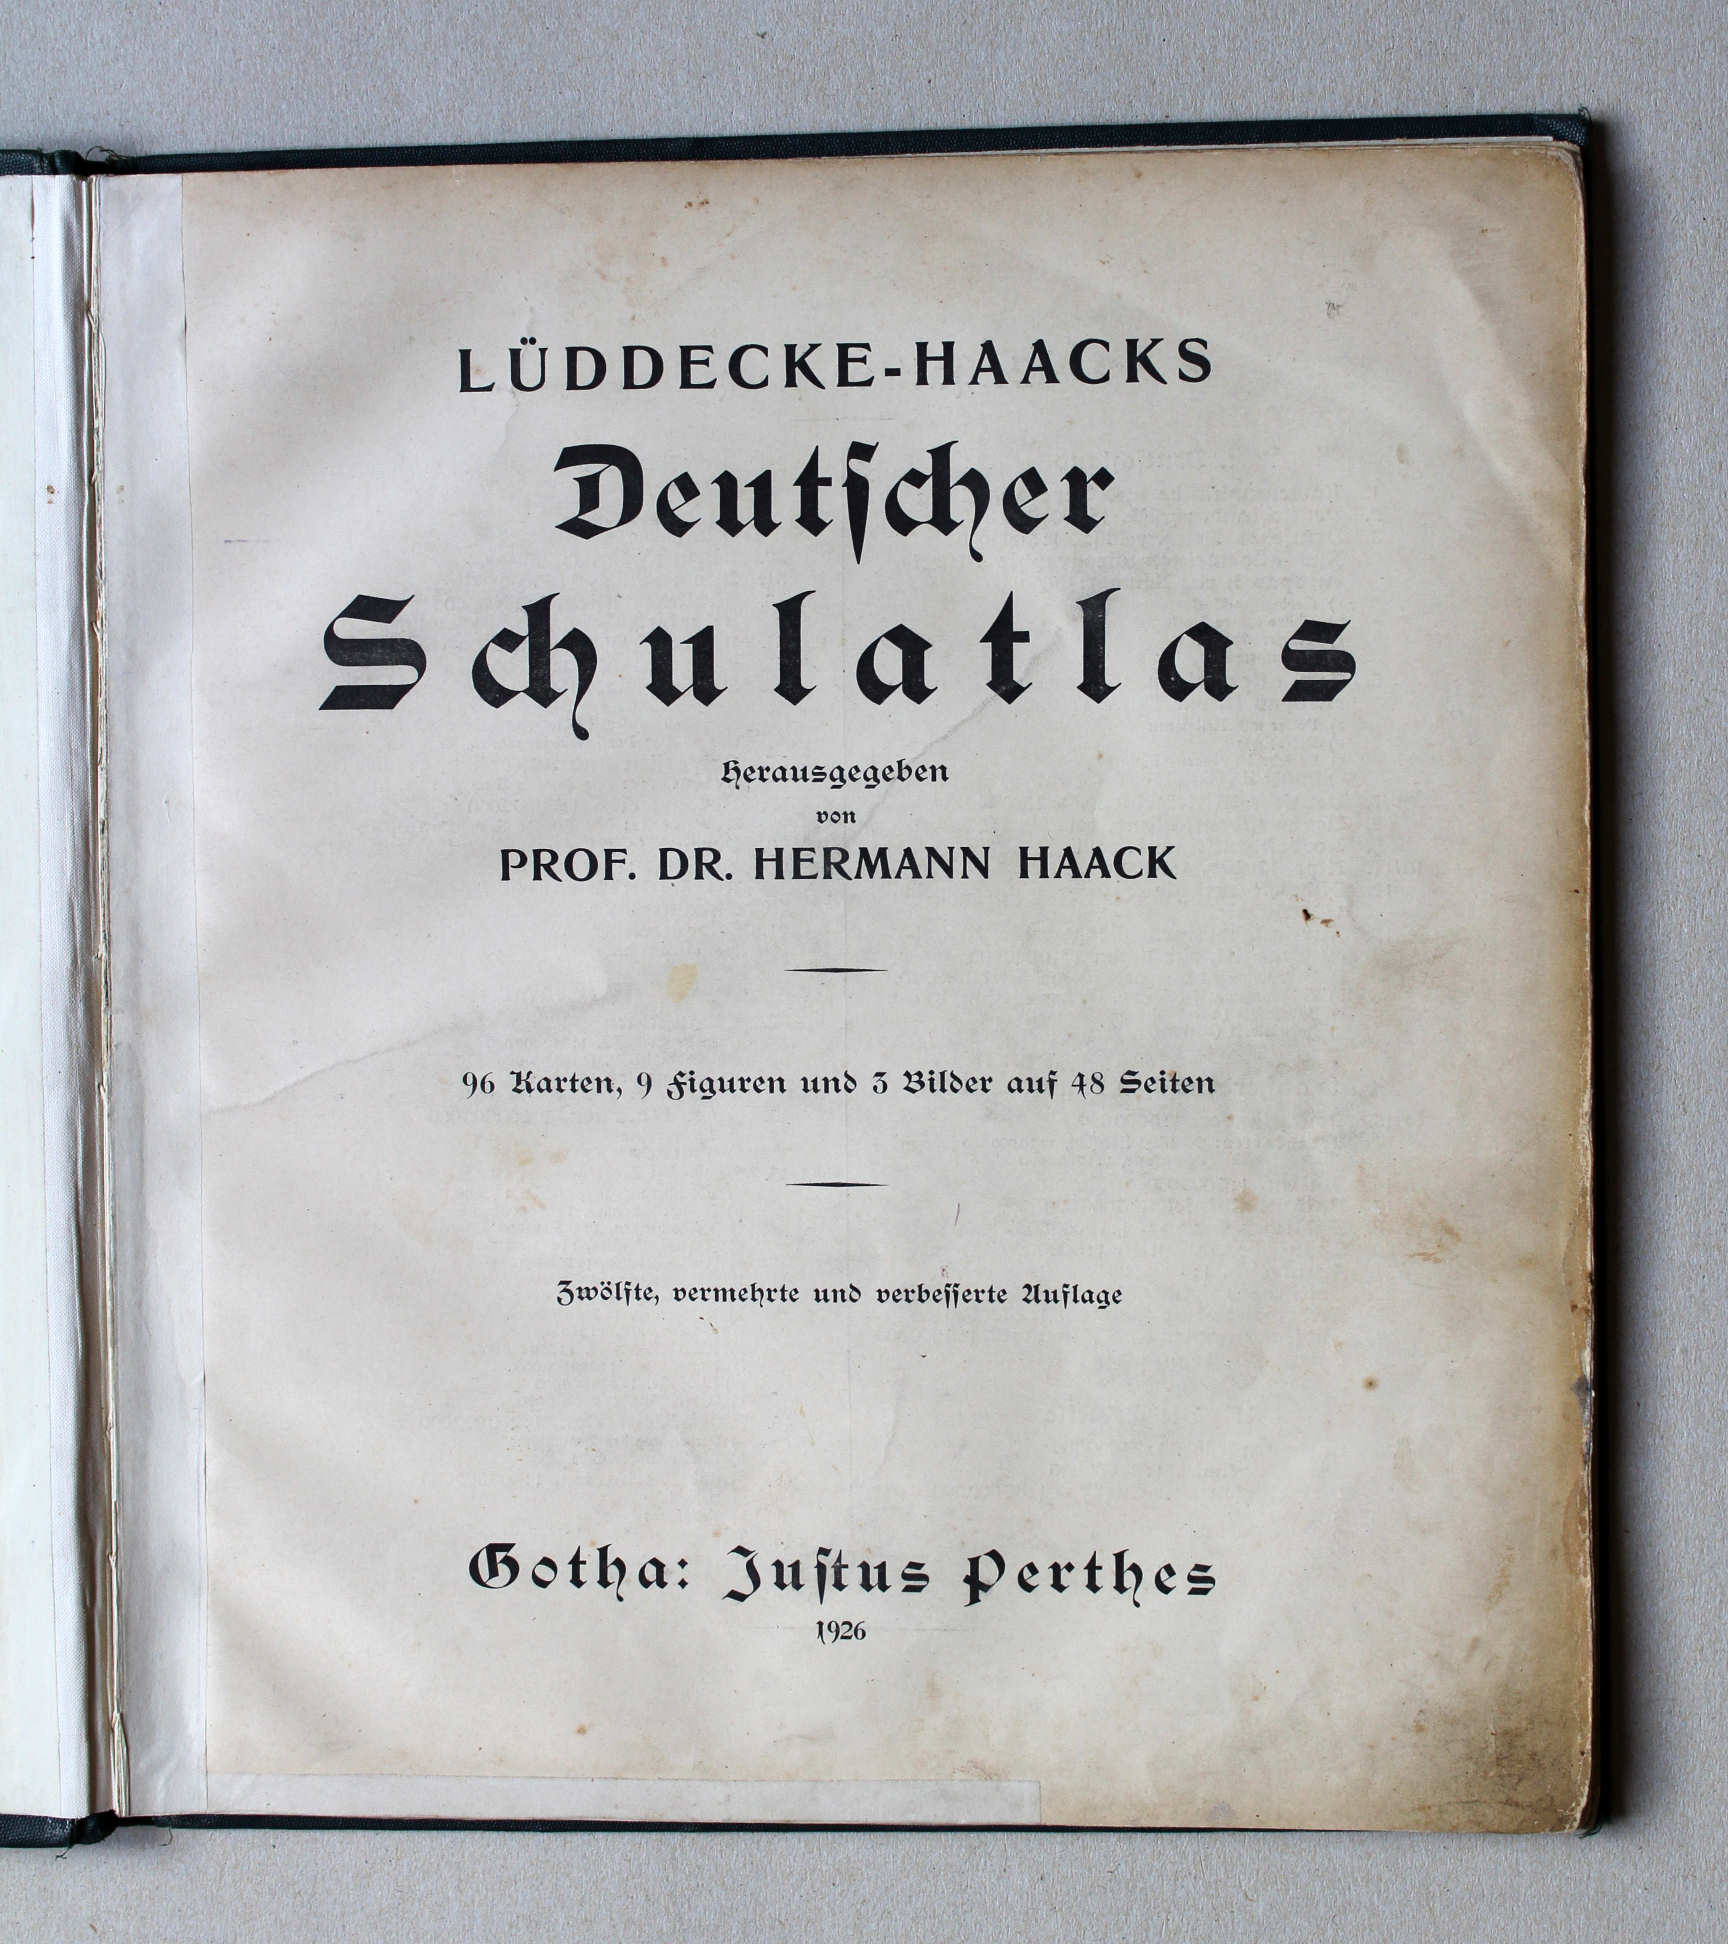 LÜDDECKE-HAACKS
Deutſcher
Schulatlas
Herausgegeben
von
PROF. DR. HERMANN HAACK
96 Karten, 9 Figuren und 3 Bilder auf 48 Seiten
Zwölfte, vermehrte und verbeſſerte Auflage
Gotha: Juſtus Perthes
1926